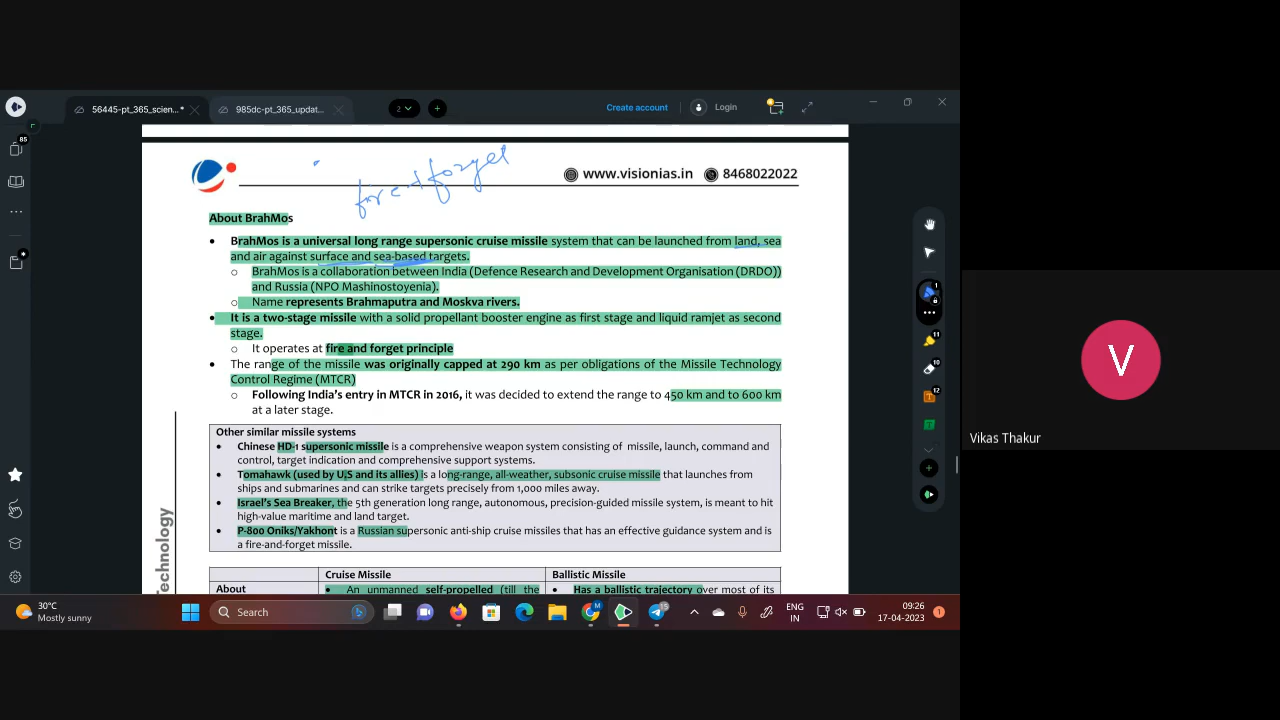 56445-pt_365_scien...*
985dc-pt_365_updat...
2
Create account
Login
85
fire & forget
www.visionias.in
8468022022
About BrahMos
• BrahMos is a universal long range supersonic cruise missile system that can be launched from land, sea
and air against surface and sea-based targets.
o BrahMos is a collaboration between India (Defence Research and Development Organisation (DRDO))
and Russia (NPO Mashinostoyenia).
o Name represents Brahmaputra and Moskva rivers.
• It is a two-stage missile with a solid propellant booster engine as first stage and liquid ramjet as second
stage.
o It operates at fire and forget principle
• The range of the missile was originally capped at 290 km as per obligations of the Missile Technology
Control Regime (MTCR)
o Following India's entry in MTCR in 2016, it was decided to extend the range to 450 km and to 600 km
at a later stage.
Other similar missile systems
• Chinese HD-1 supersonic missile is a comprehensive weapon system consisting of missile, launch, command and
control, target indication and comprehensive support systems.
• Tomahawk (used by U.S and its allies) is a long-range, all-weather, subsonic cruise missile that launches from
ships and submarines and can strike targets precisely from 1,000 miles away.
• Israel's Sea Breaker, the 5th generation long range, autonomous, precision-guided missile system, is meant to hit
high-value maritime and land target.
• P-800 Oniks/Yakhont is a Russian supersonic anti-ship cruise missiles that has an effective guidance system and is
a fire-and-forget missile.
Cruise Missile
Ballistic Missile
About
• An unmanned self-propelled (till the
• Has a ballistic trajectory over most of its
Technology
1
11
10
12
T
V
Vikas Thakur
30°C
Mostly sunny
Search
M
15
ENG
IN
09:26
17-04-2023
1